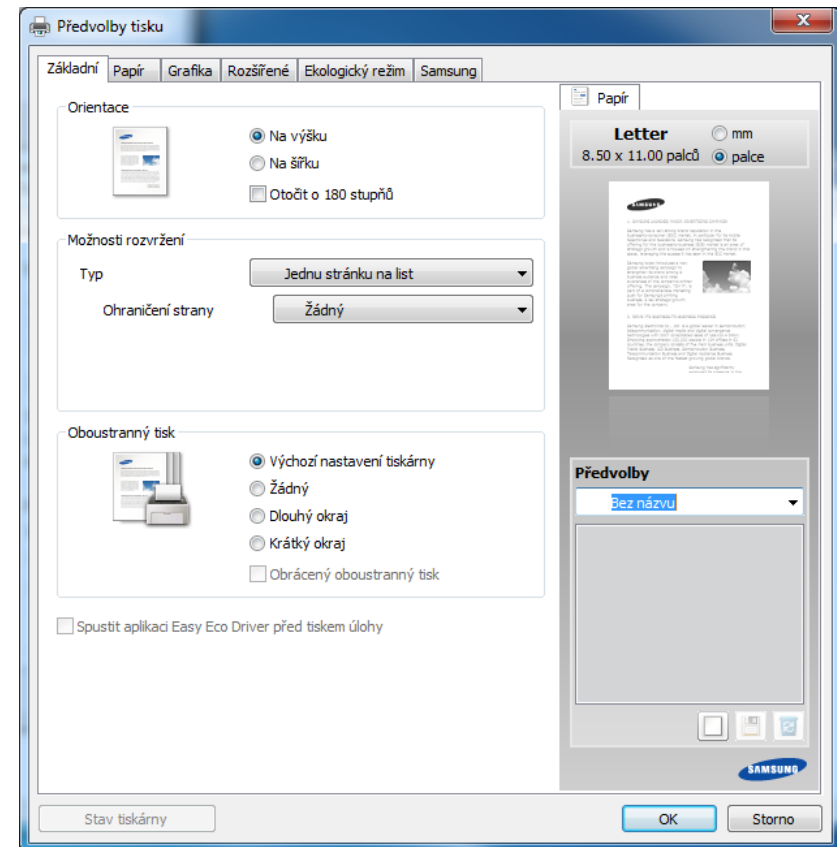 Předvolby tisku
Základní Papír Grafika Rozšířené Ekologický režim Samsung
Orientace
Na výšku
Na šířku
Otočit o 180 stupňů
Možnosti rozvržení
Typ Jednu stránku na list
Ohraničení strany Žádný
Oboustranný tisk
Výchozí nastavení tiskárny
Žádný
Dlouhý okraj
Krátký okraj
Obrácený oboustranný tisk
Spustit aplikaci Easy Eco Driver před tiskem úlohy
Papír
Letter mm
8.50 x 11.00 palců palce
SAMSUNG
Předvolby
Bez názvu
SAMSUNG
Stav tiskárny OK Storno